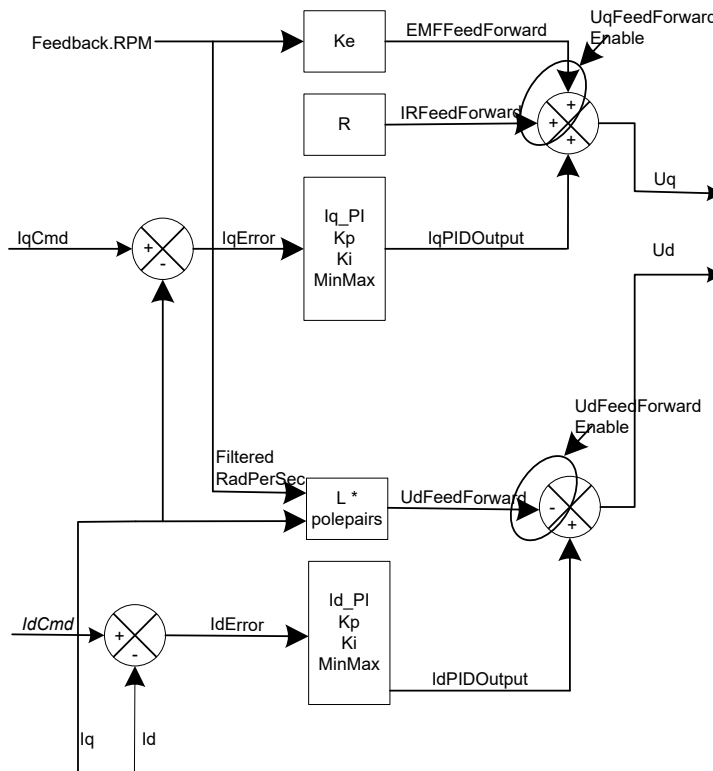 UqFeedForward
Enable
Feedback.RPM
Ke
EMFFeedForward
R
IRFeedForward
+
+
+
Uq
IqCmd
+
-
IqError
Iq_PI
Kp
Ki
MinMax
IqPIDOutput
Ud
UdFeedForward
Enable
Filtered
RadPerSec
L *
polepairs
UdFeedForward
-
+
IdCmd
+
-
IdError
Id_PI
Kp
Ki
MinMax
IdPIDOutput
Iq
Id